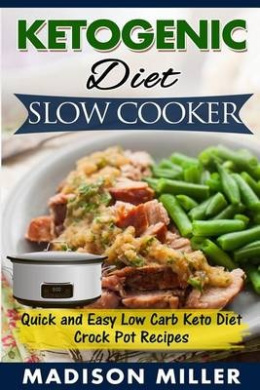 KETOGENIC
Diet
SLOW COOKER
Quick and Easy Low Carb Keto Diet
Crock Pot Recipes
MADISON MILLER